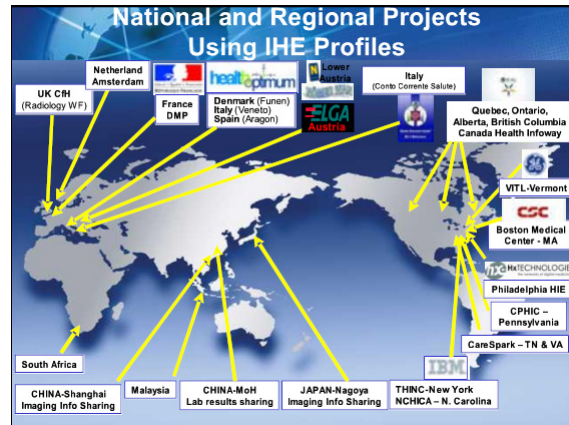 National and Regional Projects
Using IHE Profiles
Netherland
Amsterdam
UK CfH
(Radiology WF)
France
DMP
healthoptimum
Denmark (Funen)
Italy (Veneto)
Spain (Aragon)
Lower
Austria
ELGA
Austria
Italy
(Conto Corrente Salute)
Quebec, Ontario,
Alberta, British Columbia
Canada Health Infoway
VITL-Vermont
CSC
Boston Medical
Center - MA
HxTECHNOLOGIES
Philadelphia HIE
CPHIC –
Pennsylvania
CareSpark – TN & VA
IBM
THINC-New York
NCHICA – N. Carolina
South Africa
CHINA-Shanghai
Imaging Info Sharing
Malaysia
CHINA-MoH
Lab results sharing
JAPAN-Nagoya
Imaging Info Sharing